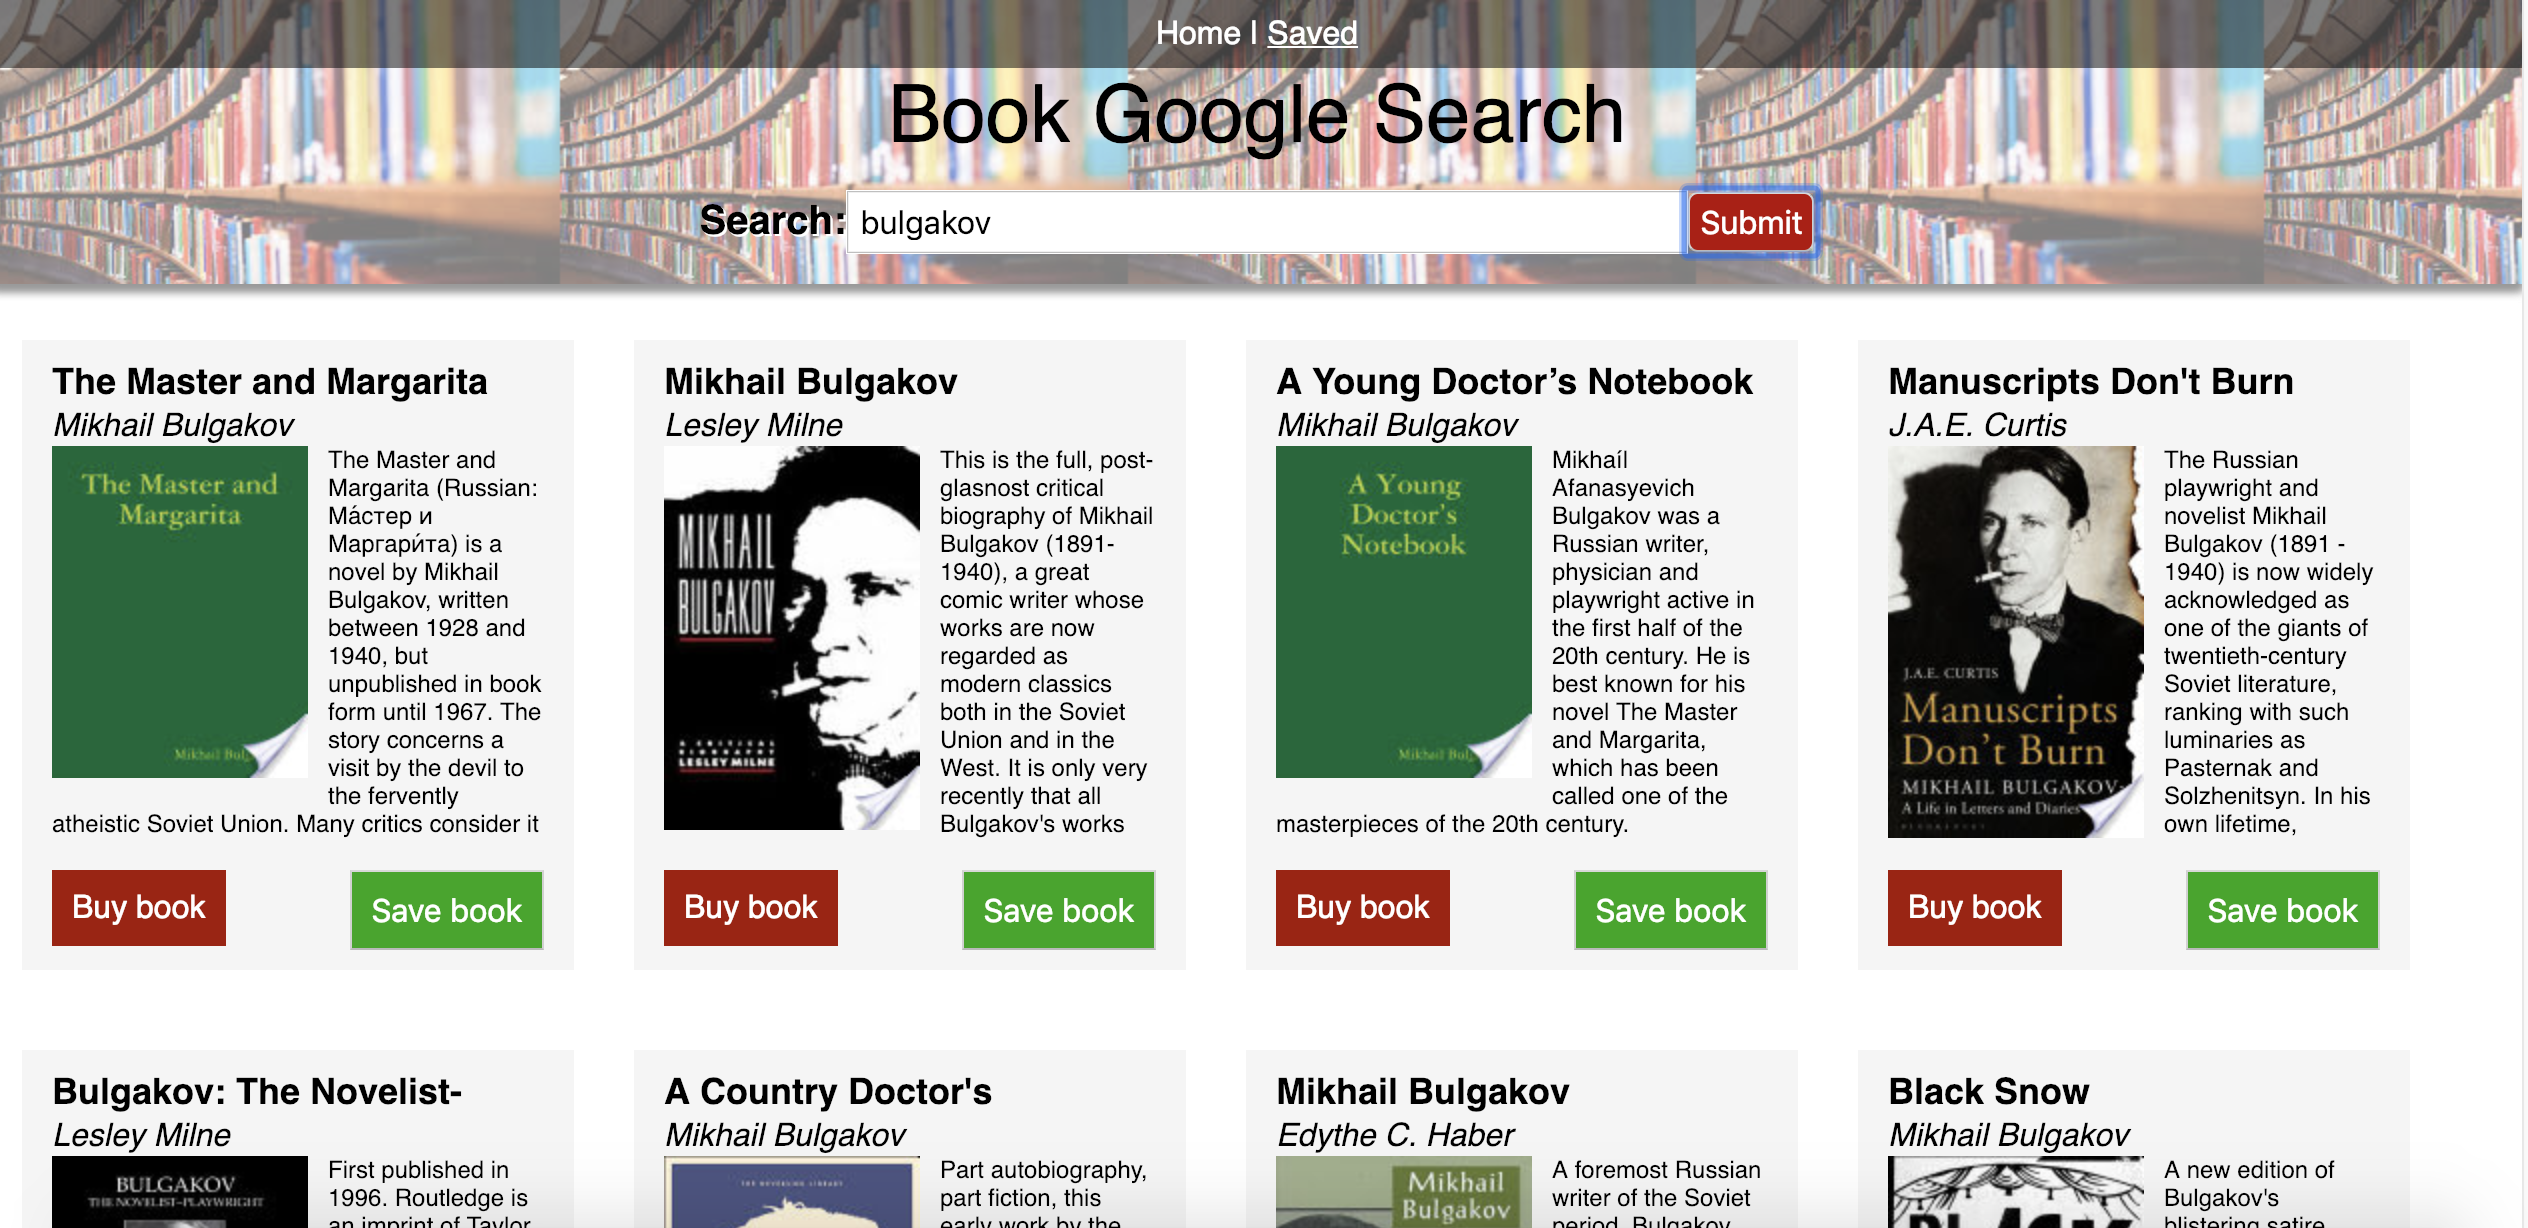 Home | Saved
Book Google Search
Search: bulgakov Submit
The Master and Margarita
Mikhail Bulgakov
The Master and
Margarita
Mikhail Bul
The Master and
Margarita (Russian:
Ма́стер и
Маргари́та) is a
novel by Mikhail
Bulgakov, written
between 1928 and
1940, but
unpublished in book
form until 1967. The
story concerns a
visit by the devil to
the fervently
atheistic Soviet Union. Many critics consider it
Buy book
Save book
Mikhail Bulgakov
Lesley Milne
MIKHAIL
BULGAKOV
A CRITICAL
BIOGRAPHY
LESLEY MILNE
This is the full, post-
glasnost critical
biography of Mikhail
Bulgakov (1891-
1940), a great
comic writer whose
works are now
regarded as
modern classics
both in the Soviet
Union and in the
West. It is only very
recently that all
Bulgakov's works
Buy book
Save book
A Young Doctor’s Notebook
Mikhail Bulgakov
A Young
Doctor's
Notebook
Mikhail Bul
Mikhaíl
Afanasyevich
Bulgakov was a
Russian writer,
physician and
playwright active in
the first half of the
20th century. He is
best known for his
novel The Master
and Margarita,
which has been
called one of the
masterpieces of the 20th century.
Buy book
Save book
Manuscripts Don't Burn
J.A.E. Curtis
J.A.E. CURTIS
Manuscripts
Don't Burn
MIKHAIL BULGAKOV:
A Life in Letters and Diaries
BLOOMSBURY
The Russian
playwright and
novelist Mikhail
Bulgakov (1891 -
1940) is now widely
acknowledged as
one of the giants of
twentieth-century
Soviet literature,
ranking with such
luminaries as
Pasternak and
Solzhenitsyn. In his
own lifetime,
Buy book
Save book
Bulgakov: The Novelist-
Lesley Milne
BULGAKOV
THE NOVELIST-PLAYWRIGHT
First published in
1996. Routledge is
an imprint of Taylor
A Country Doctor's
Mikhail Bulgakov
THE NEVERSINK LIBRARY
Part autobiography,
part fiction, this
early work by the
Mikhail Bulgakov
Edythe C. Haber
Mikhail
Bulgakov
A foremost Russian
writer of the Soviet
period, Bulgakov
Black Snow
Mikhail Bulgakov
BLACK
A new edition of
Bulgakov's
blistering satire